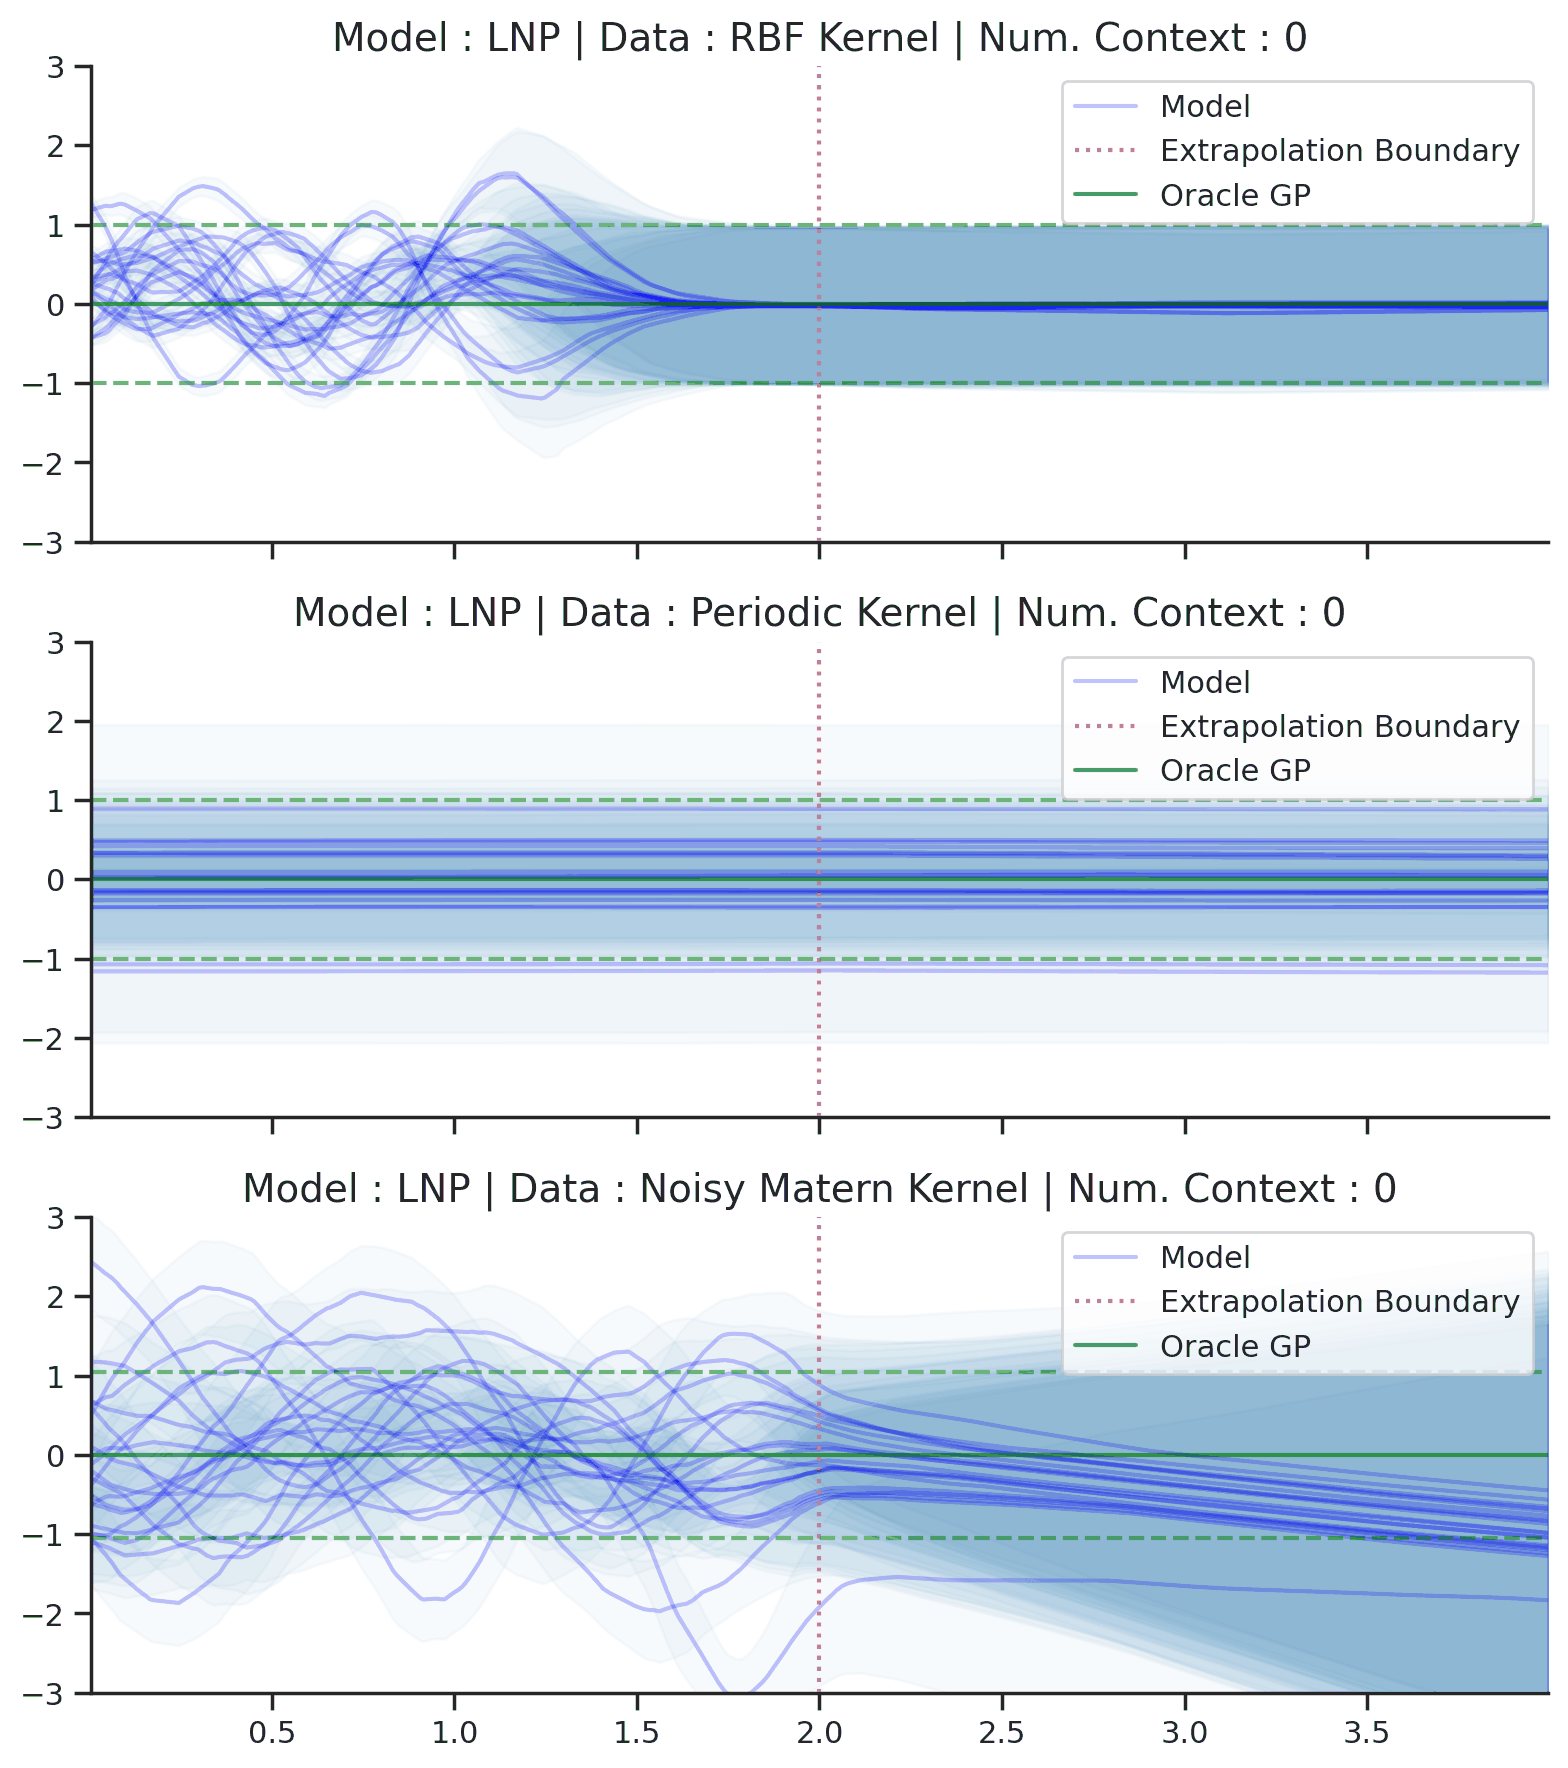 Model : LNP | Data : RBF Kernel | Num. Context : 0
3
2
1
0
−1
−2
−3
Model
Extrapolation Boundary
Oracle GP
Model : LNP | Data : Periodic Kernel | Num. Context : 0
3
2
1
0
−1
−2
−3
Model
Extrapolation Boundary
Oracle GP
Model : LNP | Data : Noisy Matern Kernel | Num. Context : 0
3
2
1
0
−1
−2
−3
Model
Extrapolation Boundary
Oracle GP
0.5 1.0 1.5 2.0 2.5 3.0 3.5